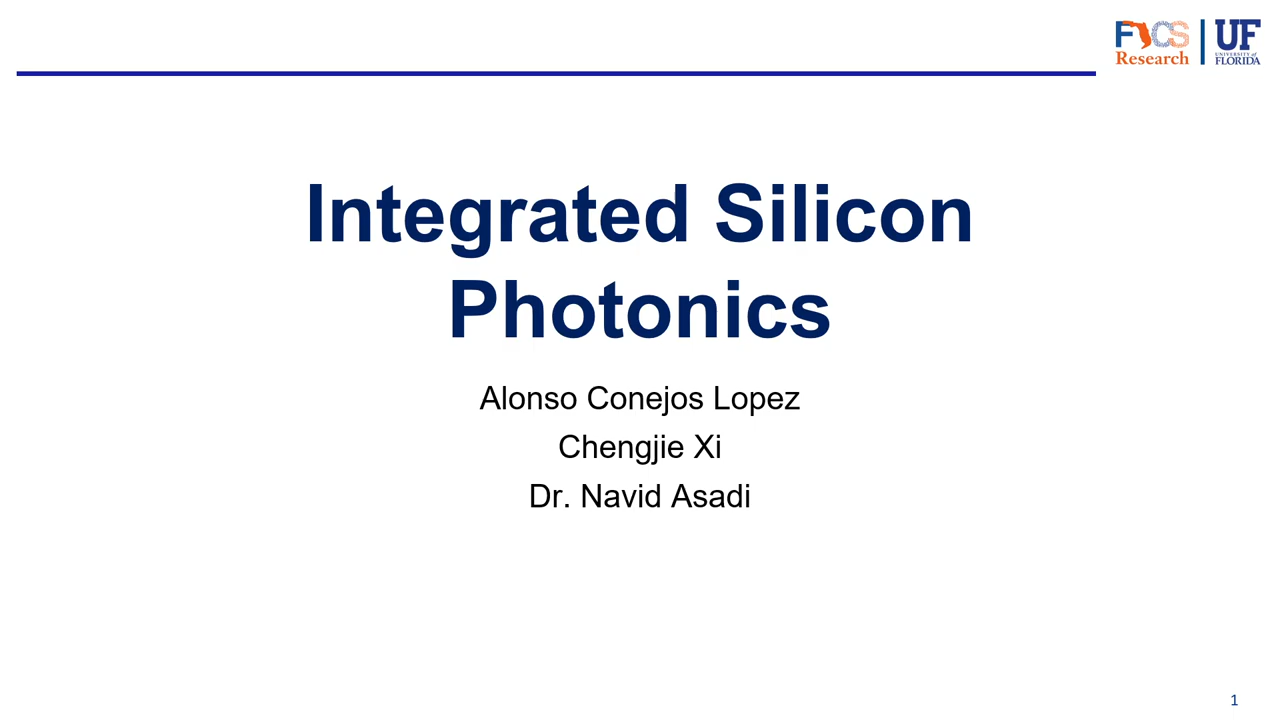 FICS
Research
UF
UNIVERSITY of
FLORIDA
Integrated Silicon
Photonics
Alonso Conejos Lopez
Chengjie Xi
Dr. Navid Asadi
1